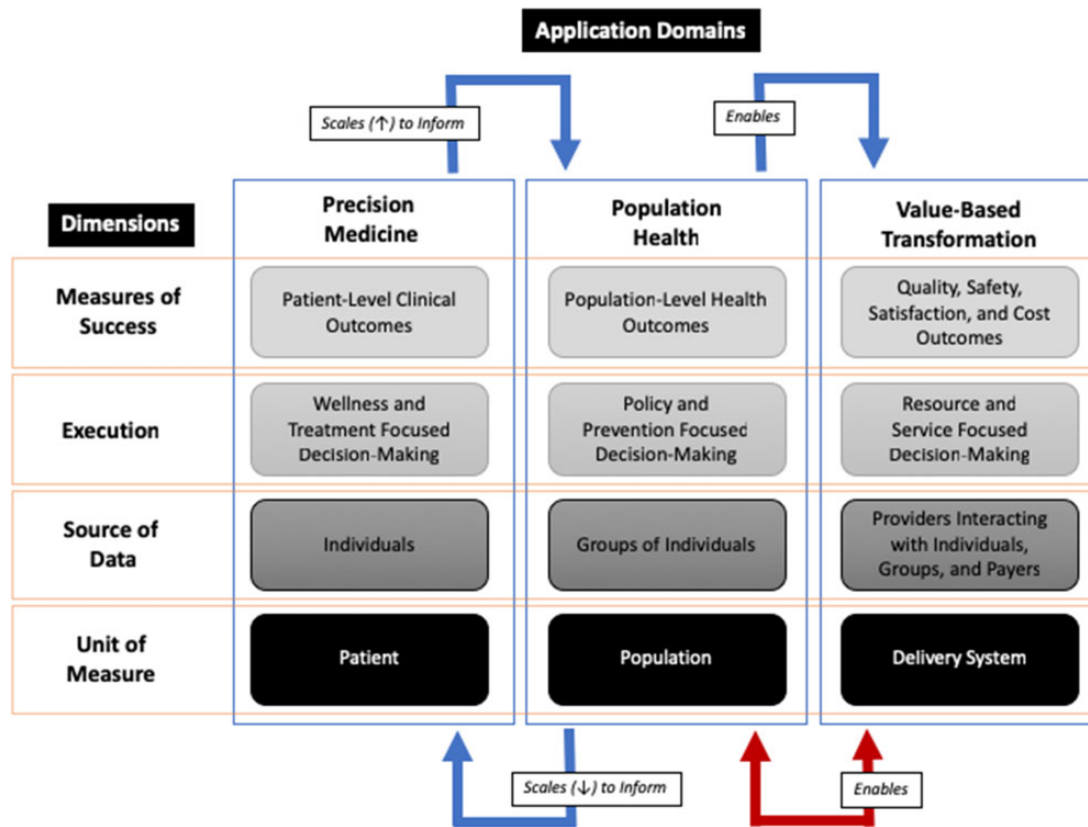 Application Domains
Scales (↑) to Inform
Enables
Dimensions
Precision
Medicine
Population
Health
Value-Based
Transformation
Measures of
Success
Patient-Level Clinical
Outcomes
Population-Level Health
Outcomes
Quality, Safety,
Satisfaction, and Cost
Outcomes
Execution
Wellness and
Treatment Focused
Decision-Making
Policy and
Prevention Focused
Decision-Making
Resource and
Service Focused
Decision-Making
Source of
Data
Individuals
Groups of Individuals
Providers Interacting
with Individuals,
Groups, and Payers
Unit of
Measure
Patient
Population
Delivery System
Scales (↓) to Inform
Enables